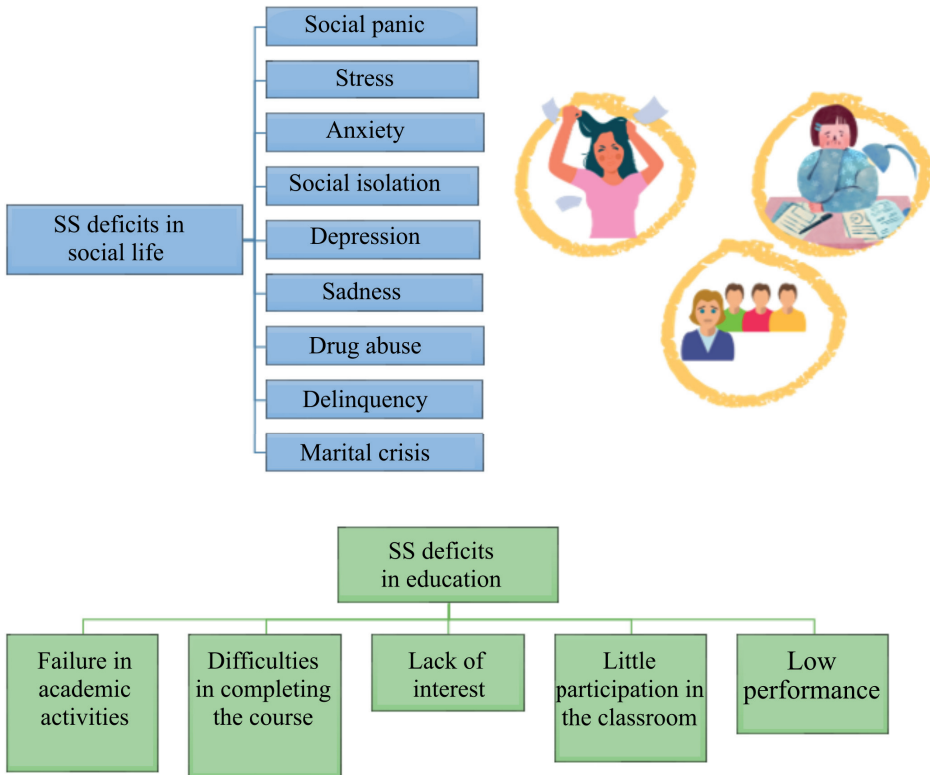 Social panic
Stress
Anxiety
Social isolation
SS deficits in
social life
Depression
Sadness
Drug abuse
Delinquency
Marital crisis
SS deficits
in education
Failure in
academic
activities
Difficulties
in completing
the course
Lack of
interest
Little
participation in
the classroom
Low
performance